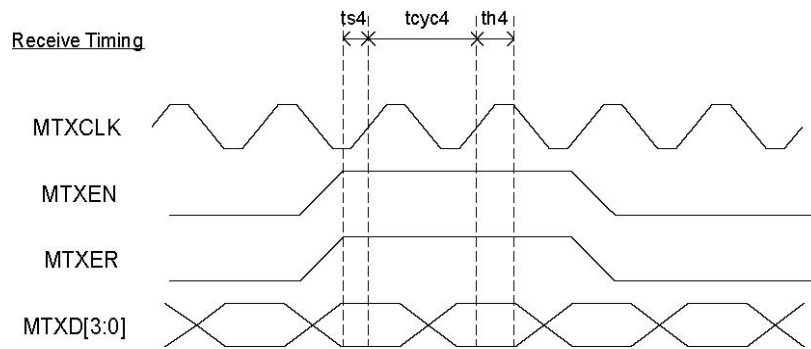 ts4 tcyc4 th4
Receive Timing
MTXCLK
MTXEN
MTXER
MTXD[3:0]